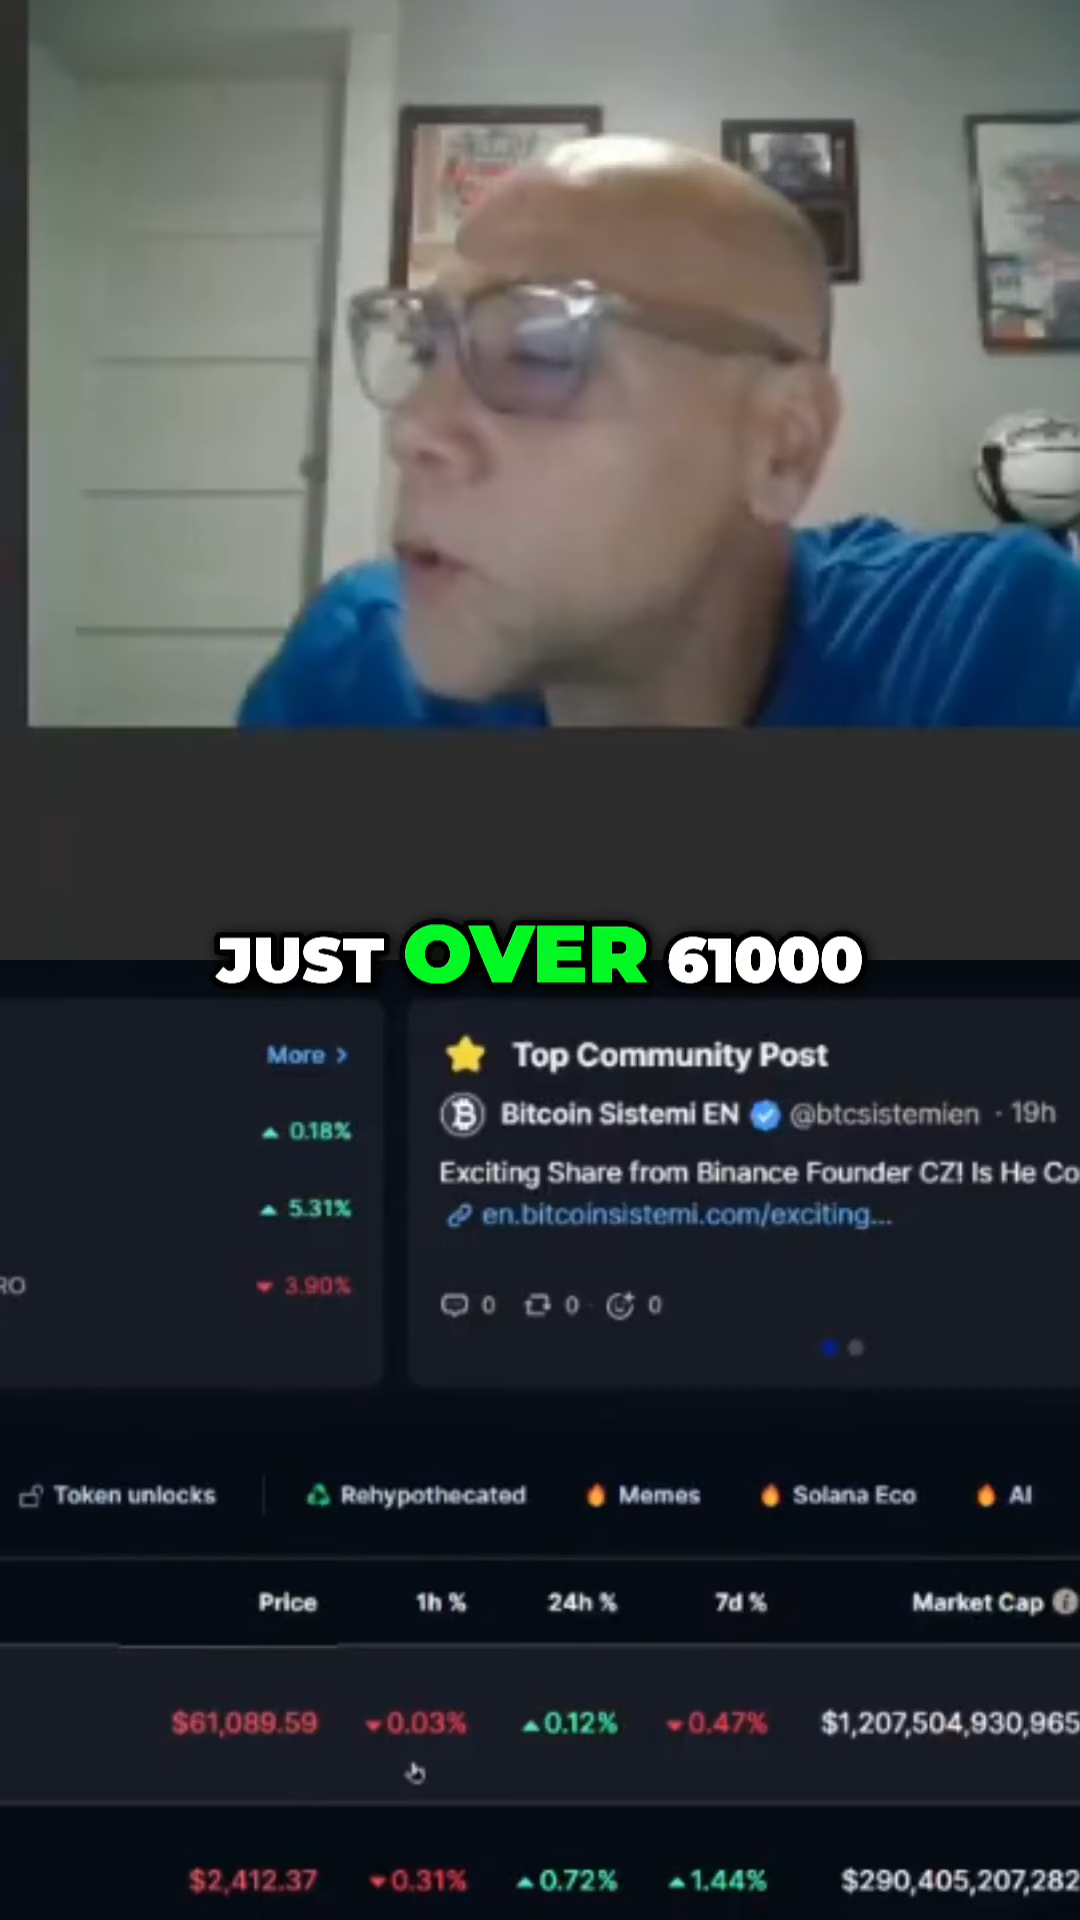 JUST OVER 61000
More >
Top Community Post
Bitcoin Sistemi EN @btcsistemien · 19h
0.18%
Exciting Share from Binance Founder CZ! Is He Co
5.31%
en.bitcoinsistemi.com/exciting...
RO 3.90%
0 0 0
Token unlocks Rehypothecated Memes Solana Eco AI
Price 1h % 24h % 7d % Market Cap
$61,089.59 0.03% 0.12% 0.47% $1,207,504,930,965
$2,412.37 0.31% 0.72% 1.44% $290,405,207,282